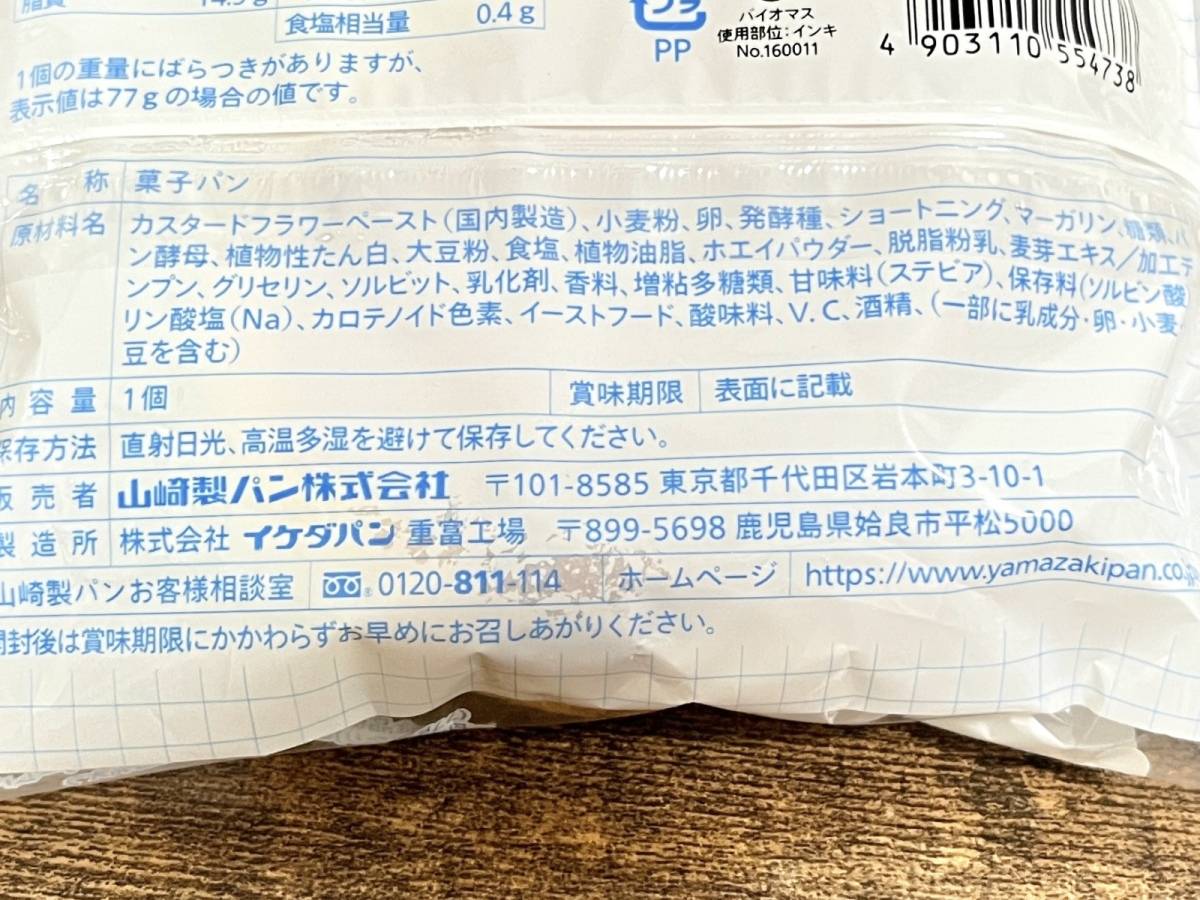 脂質 14.5g
食塩相当量 0.4g
プラ
PP
バイオマス
使用部位：インキ
No.160011
4 903110 554738
1個の重量にばらつきがありますが、
表示値は77gの場合の値です。
名 称 菓子パン
原材料名 カスタードフラワーペースト（国内製造）、小麦粉、卵、発酵種、ショートニング、マーガリン、糖類、パ
ン酵母、植物性たん白、大豆粉、食塩、植物油脂、ホエイパウダー、脱脂粉乳、麦芽エキス／加工デ
ンプン、グリセリン、ソルビット、乳化剤、香料、増粘多糖類、甘味料（ステビア）、保存料（ソルビン酸）
リン酸塩（Na）、カロテノイド色素、イーストフード、酸味料、V.C、酒精、（一部に乳成分・卵・小麦・
豆を含む）
内容量 1個 賞味期限 表面に記載
保存方法 直射日光、高温多湿を避けて保存してください。
販売者 山崎製パン株式会社 〒101-8585 東京都千代田区岩本町3-10-1
製造所 株式会社 イケダパン 重富工場 〒899-5698 鹿児島県姶良市平松5000
山崎製パンお客様相談室 0120-811-114 ホームページ https://www.yamazakipan.co.jp
開封後は賞味期限にかかわらずお早めにお召しあがりください。